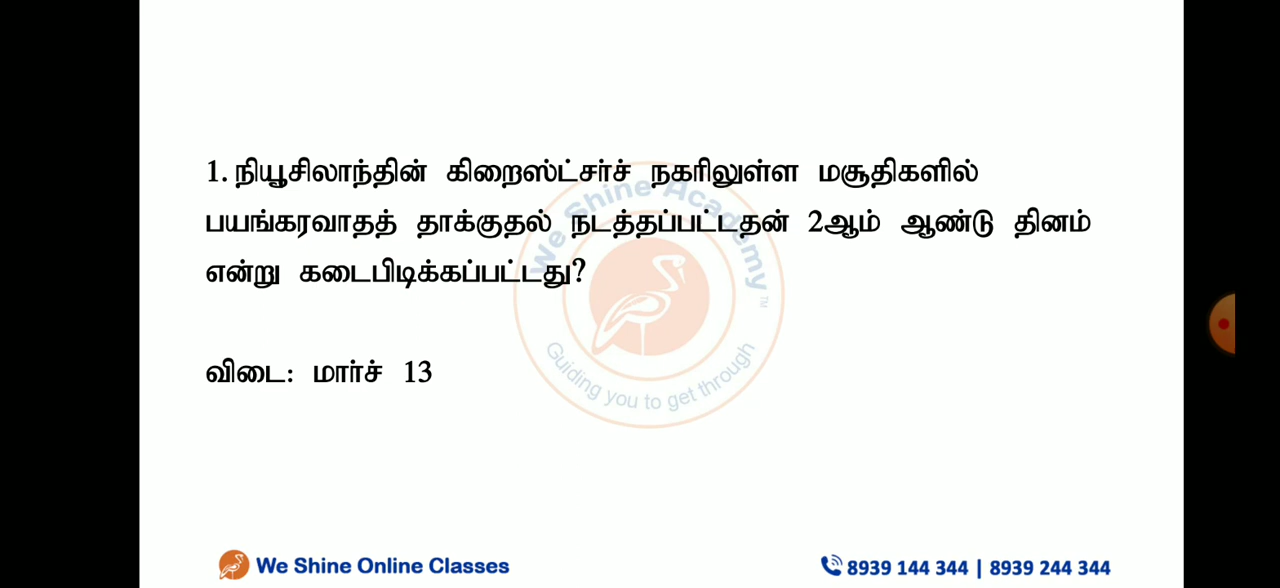 1. நியூசிலாந்தின் கிறைஸ்ட்சர்ச் நகரிலுள்ள மசூதிகளில்
பயங்கரவாதத் தாக்குதல் நடத்தப்பட்டதன் 2ஆம் ஆண்டு தினம்
என்று கடைபிடிக்கப்பட்டது?
விடை: மார்ச் 13
We Shine Academy™
Guiding you to get through
We Shine Online Classes
8939 144 344 | 8939 244 344